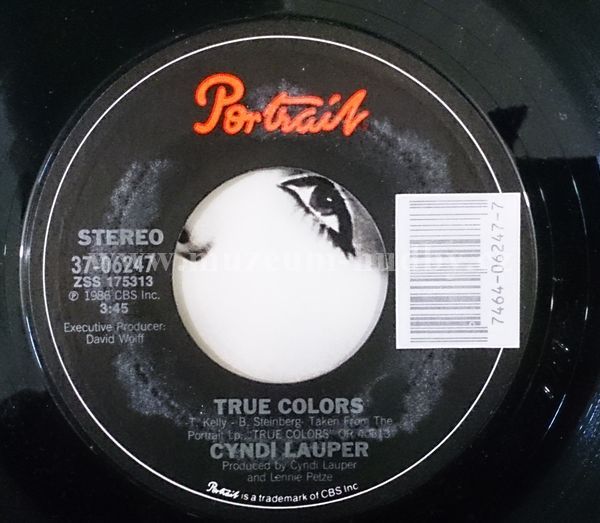 Portrait
STEREO
37-06247
ZSS 175313
℗ 1986 CBS Inc.
3:45
Executive Producer:
David Wolff
7464-06247-7
TRUE COLORS
T. Kelly - B. Steinberg- Taken From The
Portrait Lp: "TRUE COLORS" OR 40313
CYNDI LAUPER
Produced by Cyndi Lauper
and Lennie Petze
Portrait is a trademark of CBS Inc.